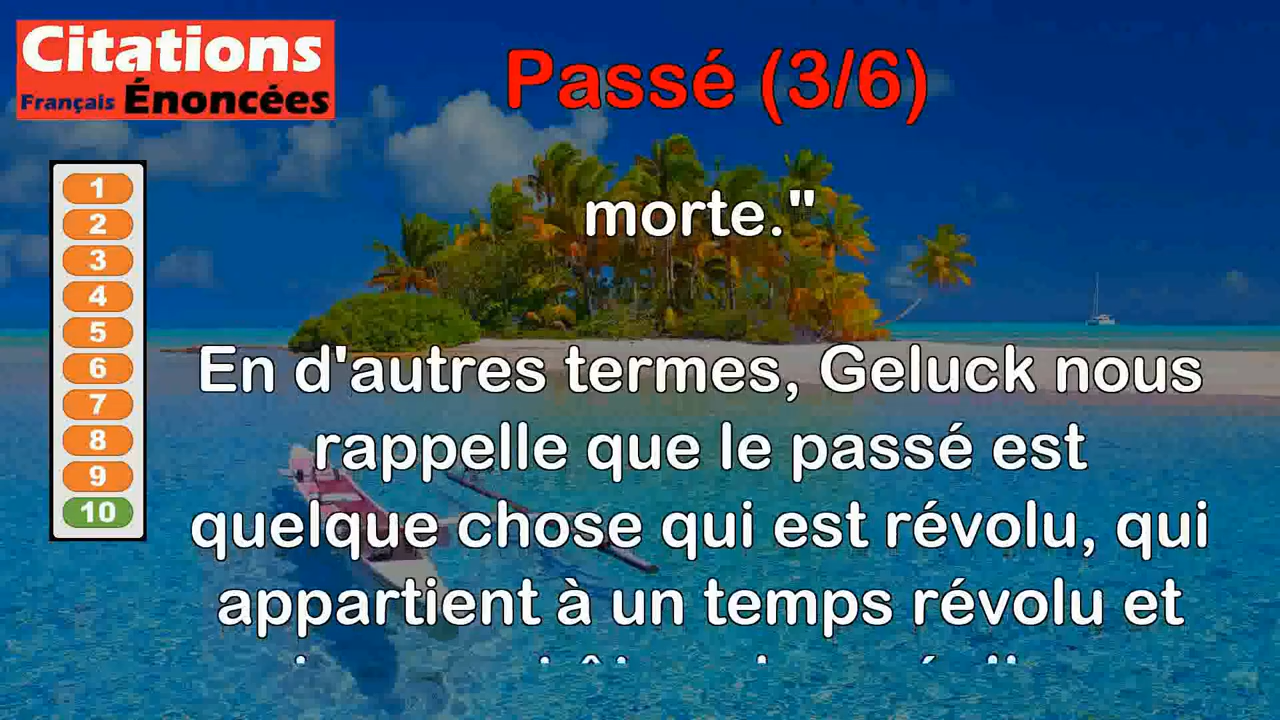 Citations
Français Énoncées
Passé (3/6)
1
2
3
4
5
6
7
8
9
10
morte."
En d'autres termes, Geluck nous
rappelle que le passé est
quelque chose qui est révolu, qui
appartient à un temps révolu et